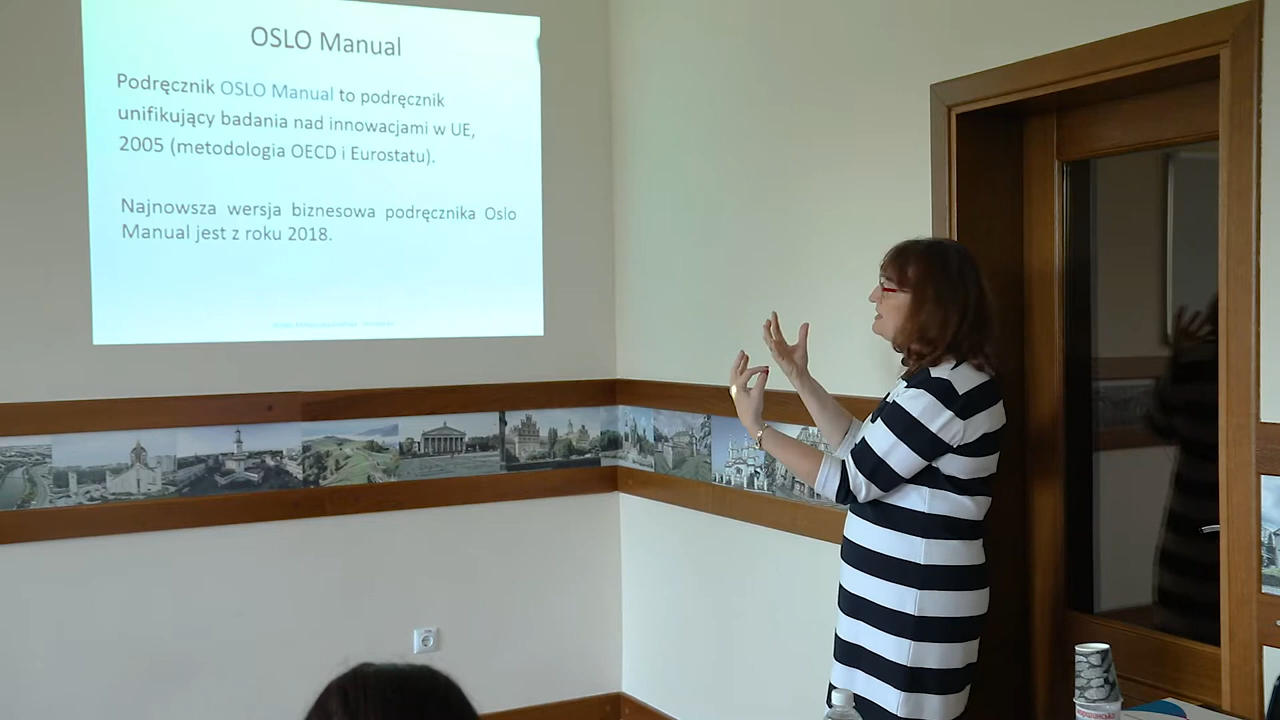 OSLO Manual
Podręcznik OSLO Manual to podręcznik
unifikujący badania nad innowacjami w UE,
2005 (metodologia OECD i Eurostatu).
Najnowsza wersja biznesowa podręcznika Oslo
Manual jest z roku 2018.